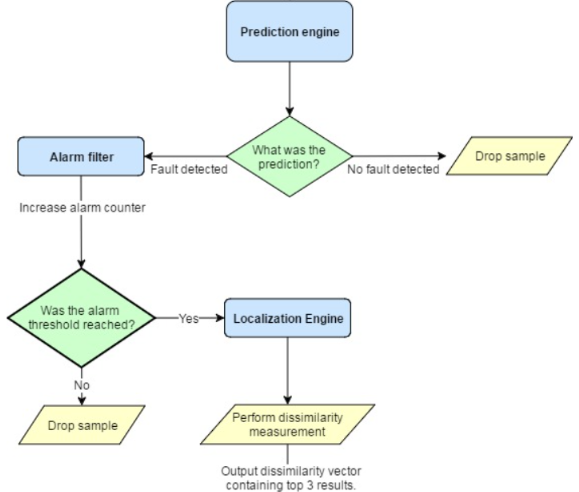 Prediction engine
What was the
prediction?
Alarm filter
Fault detected
No fault detected
Drop sample
Increase alarm counter
Was the alarm
threshold reached?
Yes
Localization Engine
No
Drop sample
Perform dissimilarity
measurement
Output dissimilarity vector
containing top 3 results.